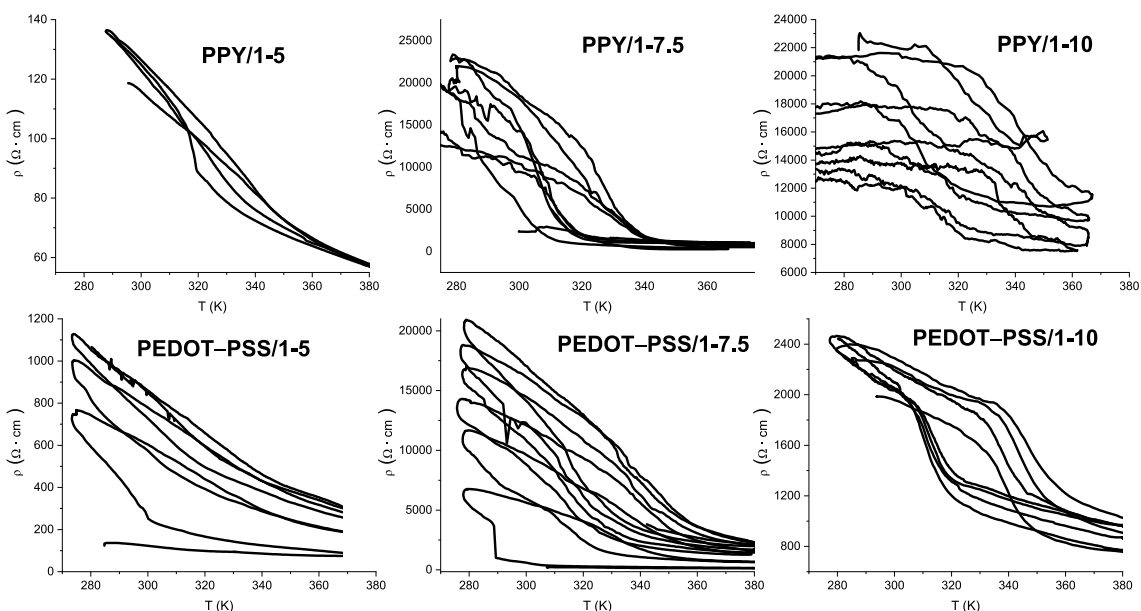 PPY/1-5
140
120
100
80
60
ρ (Ω · cm)
280 300 320 340 360 380
T (K)
PPY/1-7.5
25000
20000
15000
10000
5000
0
ρ (Ω · cm)
275 300 325 350 375
T (K)
PPY/1-10
24000
22000
20000
18000
16000
14000
12000
10000
8000
6000
ρ (Ω · cm)
280 300 320 340 360 380
T (K)
PEDOT–PSS/1-5
1200
1000
800
600
400
200
0
ρ (Ω · cm)
280 300 320 340 360 380
T (K)
PEDOT–PSS/1-7.5
20000
15000
10000
5000
0
ρ (Ω · cm)
280 300 320 340 360 380
T (K)
PEDOT–PSS/1-10
2400
2000
1600
1200
800
ρ (Ω · cm)
280 300 320 340 360 380
T (K)